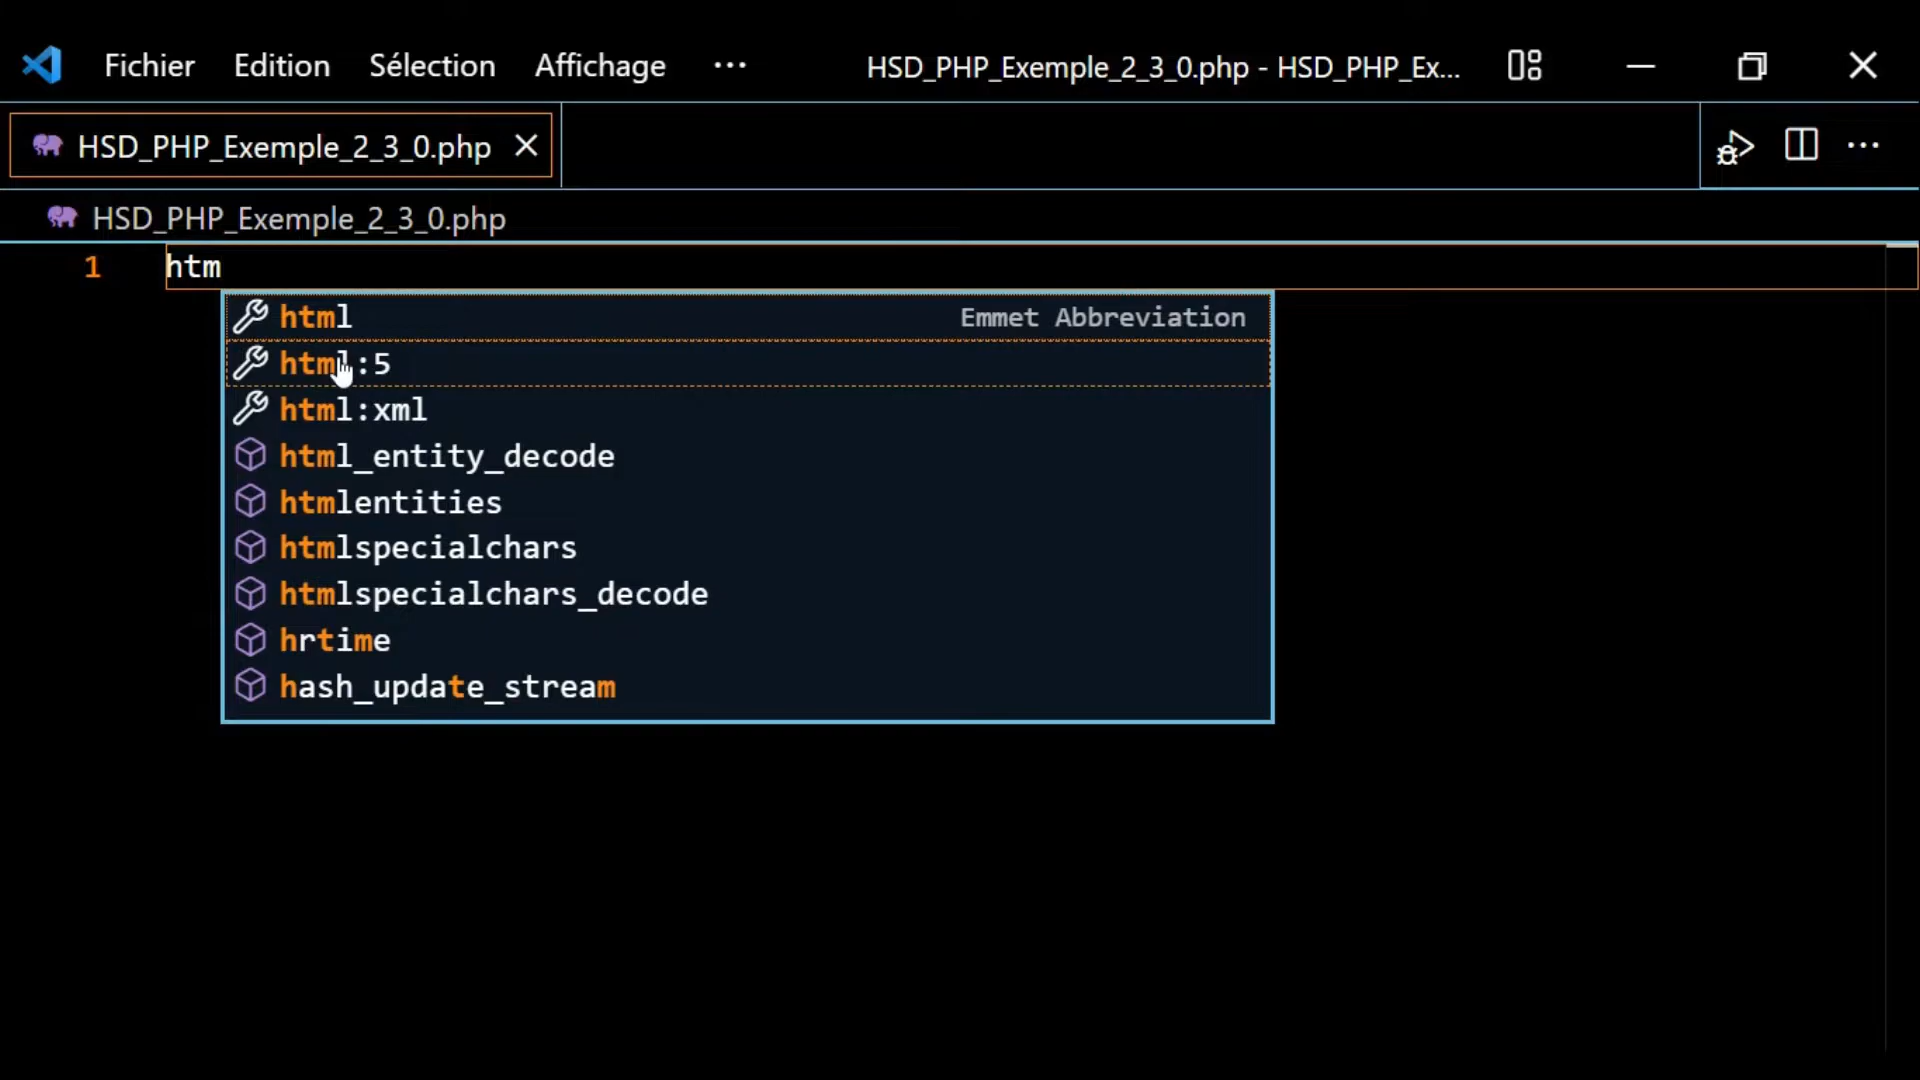 Fichier Edition Sélection Affichage ··· HSD_PHP_Exemple_2_3_0.php - HSD_PHP_Ex...
HSD_PHP_Exemple_2_3_0.php
HSD_PHP_Exemple_2_3_0.php
1 htm
html Emmet Abbreviation
html:5
html:xml
html_entity_decode
htmlentities
htmlspecialchars
htmlspecialchars_decode
hrtime
hash_update_stream